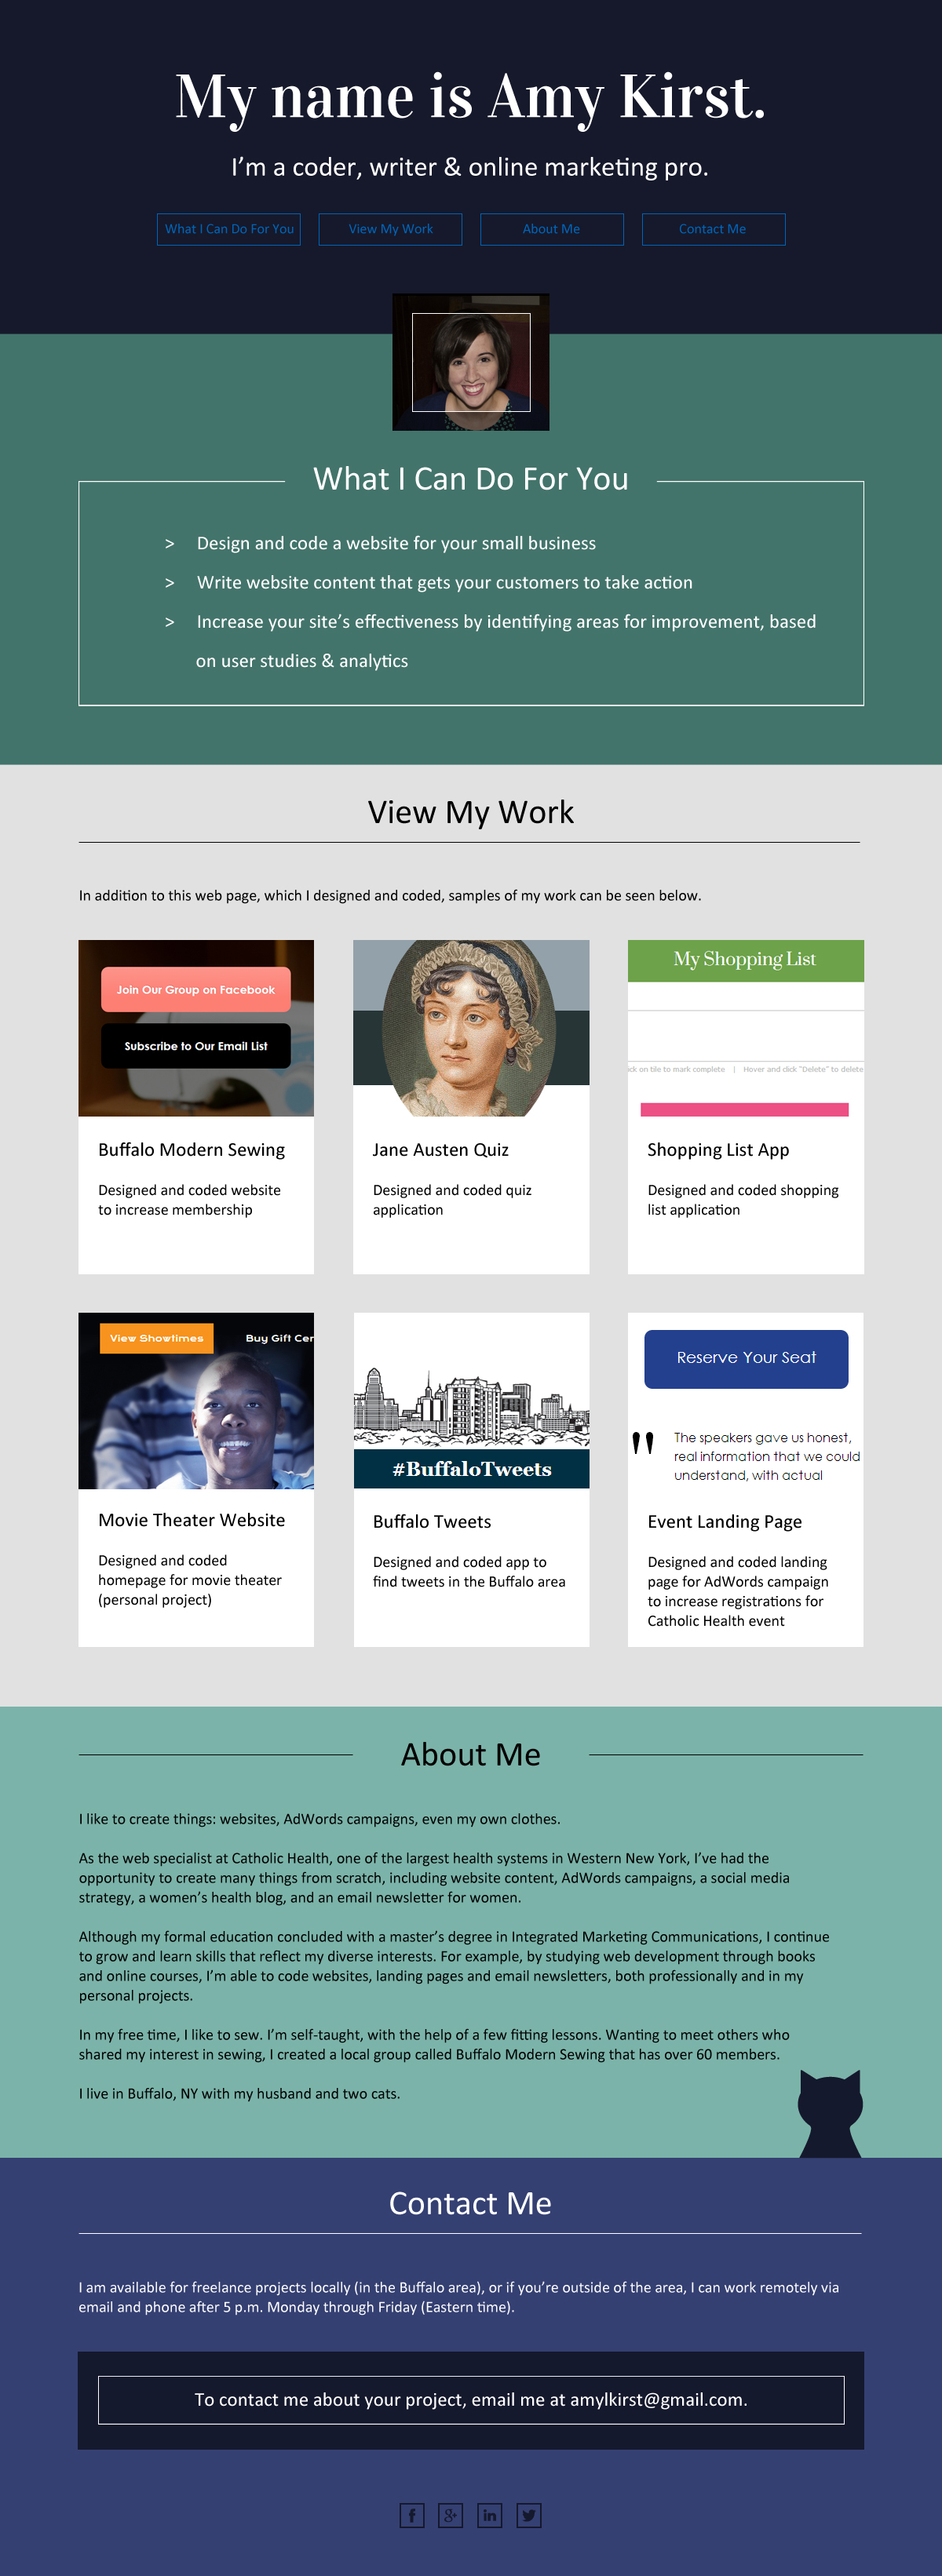 My name is Amy Kirst.
I'm a coder, writer & online marketing pro.
What I Can Do For You
View My Work
About Me
Contact Me
What I Can Do For You
> Design and code a website for your small business
> Write website content that gets your customers to take action
> Increase your site's effectiveness by identifying areas for improvement, based
on user studies & analytics
View My Work
In addition to this web page, which I designed and coded, samples of my work can be seen below.
Join Our Group on Facebook
Subscribe to Our Email List
Buffalo Modern Sewing
Designed and coded website
to increase membership
Jane Austen Quiz
Designed and coded quiz
application
My Shopping List
ck on tile to mark complete | Hover and click "Delete" to delete
Shopping List App
Designed and coded shopping
list application
View Showtimes
Buy Gift Cer
Movie Theater Website
Designed and coded
homepage for movie theater
(personal project)
#BuffaloTweets
Buffalo Tweets
Designed and coded app to
find tweets in the Buffalo area
Reserve Your Seat
" The speakers gave us honest,
real information that we could
understand, with actual
Event Landing Page
Designed and coded landing
page for AdWords campaign
to increase registrations for
Catholic Health event
About Me
I like to create things: websites, AdWords campaigns, even my own clothes.
As the web specialist at Catholic Health, one of the largest health systems in Western New York, I've had the
opportunity to create many things from scratch, including website content, AdWords campaigns, a social media
strategy, a women's health blog, and an email newsletter for women.
Although my formal education concluded with a master's degree in Integrated Marketing Communications, I continue
to grow and learn skills that reflect my diverse interests. For example, by studying web development through books
and online courses, I'm able to code websites, landing pages and email newsletters, both professionally and in my
personal projects.
In my free time, I like to sew. I'm self-taught, with the help of a few fitting lessons. Wanting to meet others who
shared my interest in sewing, I created a local group called Buffalo Modern Sewing that has over 60 members.
I live in Buffalo, NY with my husband and two cats.
Contact Me
I am available for freelance projects locally (in the Buffalo area), or if you're outside of the area, I can work remotely via
email and phone after 5 p.m. Monday through Friday (Eastern time).
To contact me about your project, email me at amylkirst@gmail.com.
f
g+
in